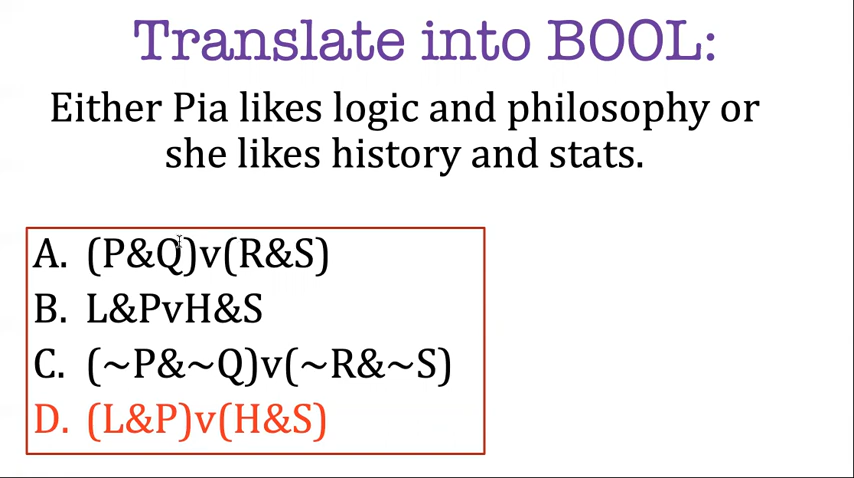 Translate into BOOL:
Either Pia likes logic and philosophy or
she likes history and stats.
A. (P&Q)v(R&S)
B. L&PvH&S
C. (~P&~Q)v(~R&~S)
D. (L&P)v(H&S)